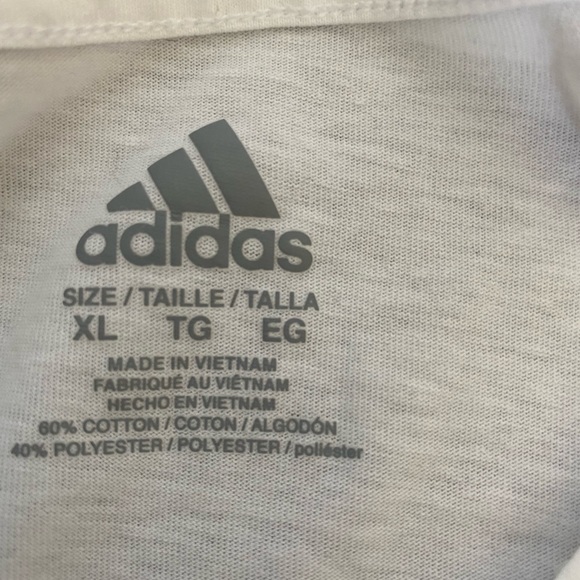 adidas
SIZE / TAILLE / TALLA
XL TG EG
MADE IN VIETNAM
FABRIQUÉ AU VIÊTNAM
HECHO EN VIETNAM
60% COTTON / COTON / ALGODÓN
40% POLYESTER / POLYESTER / poliéster